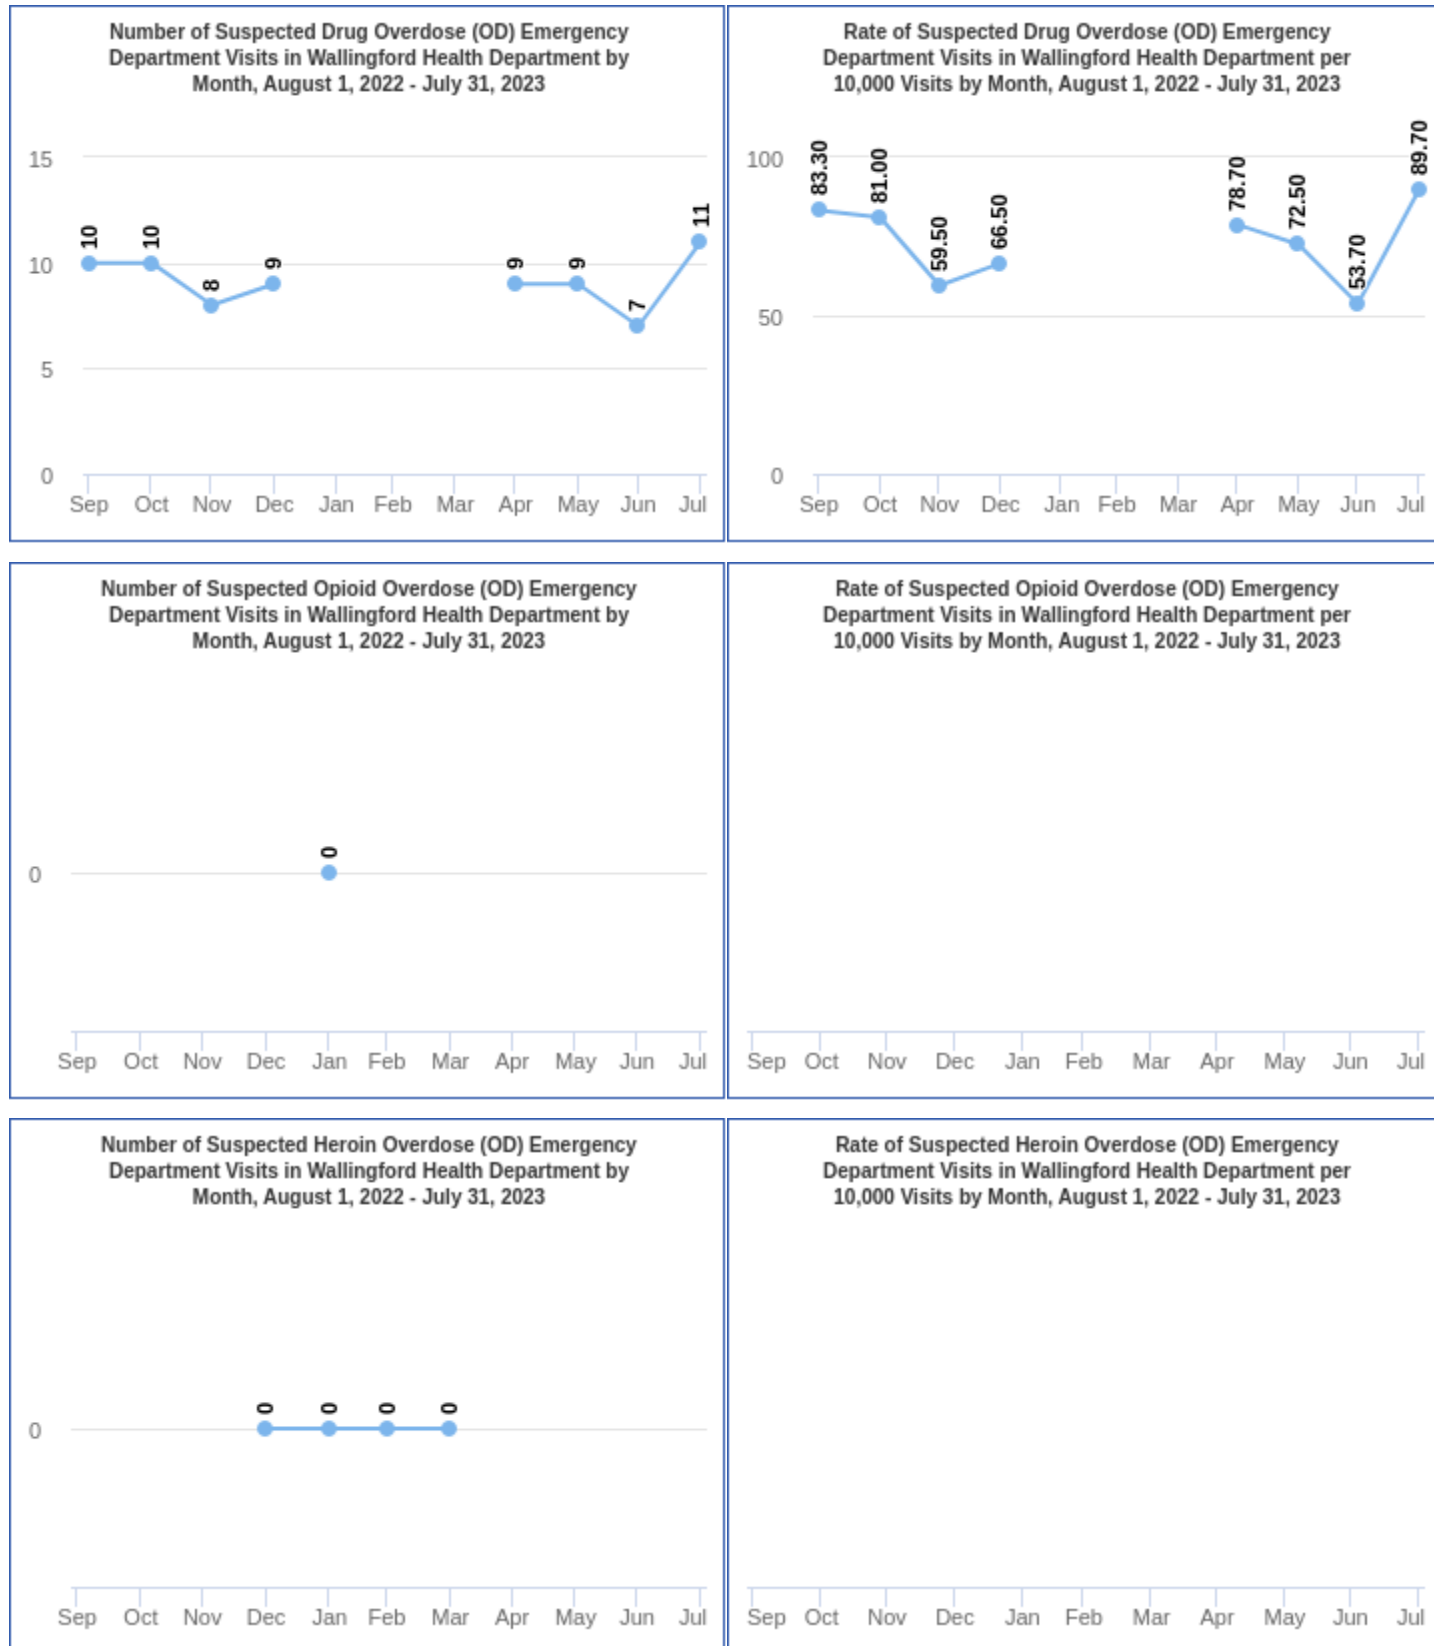 Number of Suspected Drug Overdose (OD) Emergency
Department Visits in Wallingford Health Department by
Month, August 1, 2022 - July 31, 2023
15
10
5
0
10
10
8
9
9
9
7
11
Sep Oct Nov Dec Jan Feb Mar Apr May Jun Jul
Rate of Suspected Drug Overdose (OD) Emergency
Department Visits in Wallingford Health Department per
10,000 Visits by Month, August 1, 2022 - July 31, 2023
100
50
0
83.30
81.00
59.50
66.50
78.70
72.50
53.70
89.70
Sep Oct Nov Dec Jan Feb Mar Apr May Jun Jul
Number of Suspected Opioid Overdose (OD) Emergency
Department Visits in Wallingford Health Department by
Month, August 1, 2022 - July 31, 2023
0
0
Sep Oct Nov Dec Jan Feb Mar Apr May Jun Jul
Rate of Suspected Opioid Overdose (OD) Emergency
Department Visits in Wallingford Health Department per
10,000 Visits by Month, August 1, 2022 - July 31, 2023
Sep Oct Nov Dec Jan Feb Mar Apr May Jun Jul
Number of Suspected Heroin Overdose (OD) Emergency
Department Visits in Wallingford Health Department by
Month, August 1, 2022 - July 31, 2023
0
0
0
0
0
Sep Oct Nov Dec Jan Feb Mar Apr May Jun Jul
Rate of Suspected Heroin Overdose (OD) Emergency
Department Visits in Wallingford Health Department per
10,000 Visits by Month, August 1, 2022 - July 31, 2023
Sep Oct Nov Dec Jan Feb Mar Apr May Jun Jul